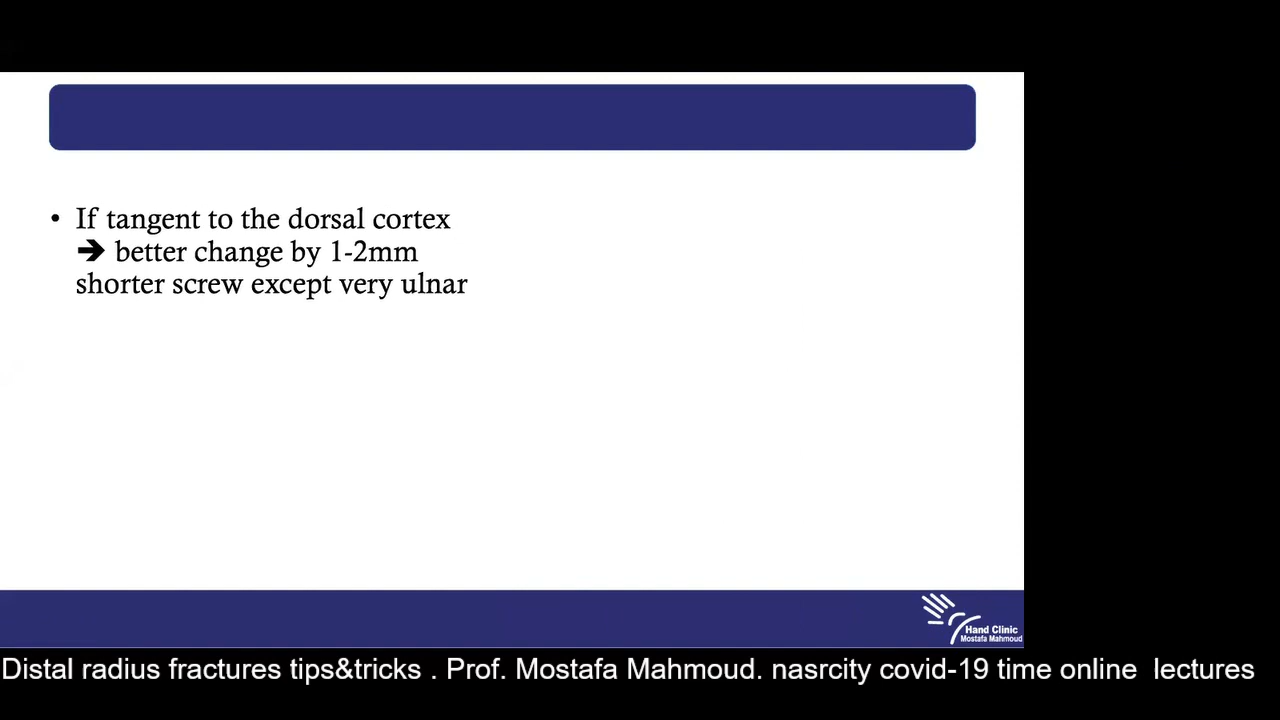 • If tangent to the dorsal cortex
➔ better change by 1-2mm
shorter screw except very ulnar
Hand Clinic
Mostafa Mahmoud
Distal radius fractures tips&tricks . Prof. Mostafa Mahmoud. nasrcity covid-19 time online lectures